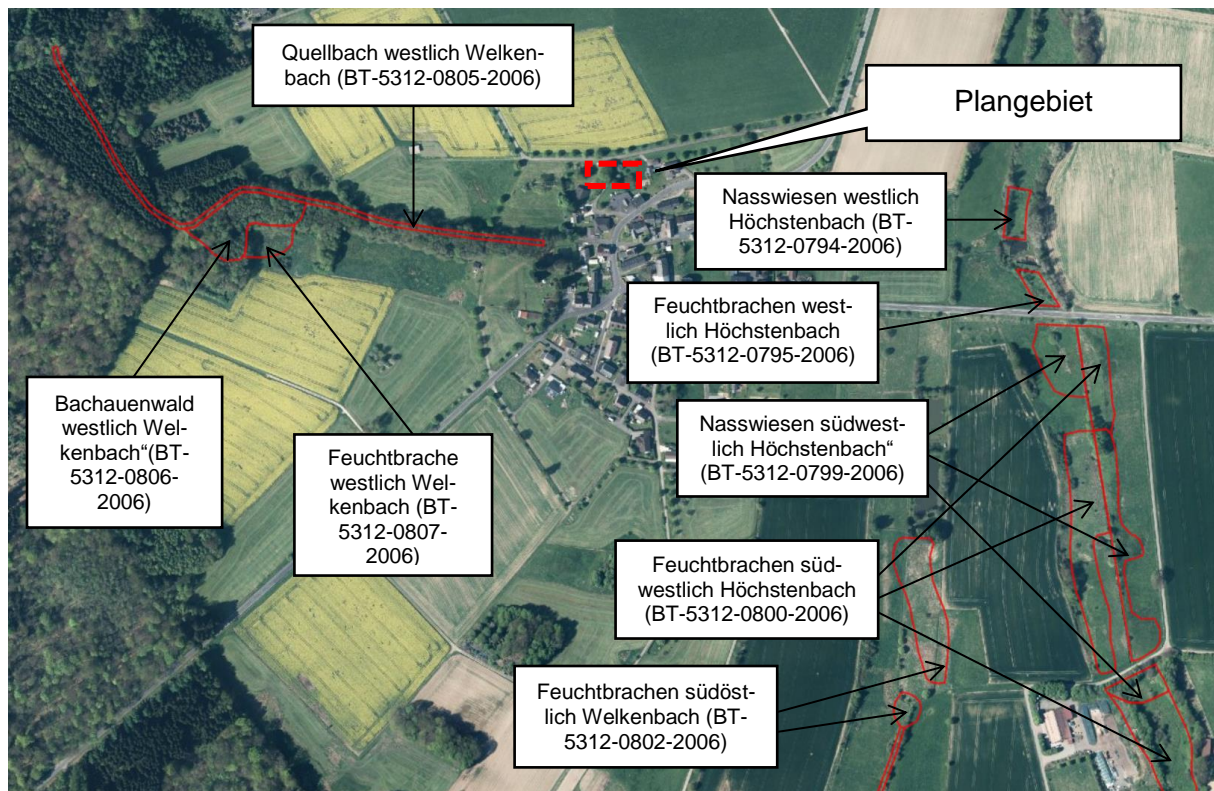 Quellbach westlich Welken-
bach (BT-5312-0805-2006)
Plangebiet
Nasswiesen westlich
Höchstenbach (BT-
5312-0794-2006)
Feuchtbrachen west-
lich Höchstenbach
(BT-5312-0795-2006)
Bachauenwald
westlich Wel-
kenbach“(BT-
5312-0806-
2006)
Feuchtbrache
westlich Wel-
kenbach (BT-
5312-0807-
2006)
Nasswiesen südwest-
lich Höchstenbach“
(BT-5312-0799-2006)
Feuchtbrachen süd-
westlich Höchstenbach
(BT-5312-0800-2006)
Feuchtbrachen südöst-
lich Welkenbach (BT-
5312-0802-2006)